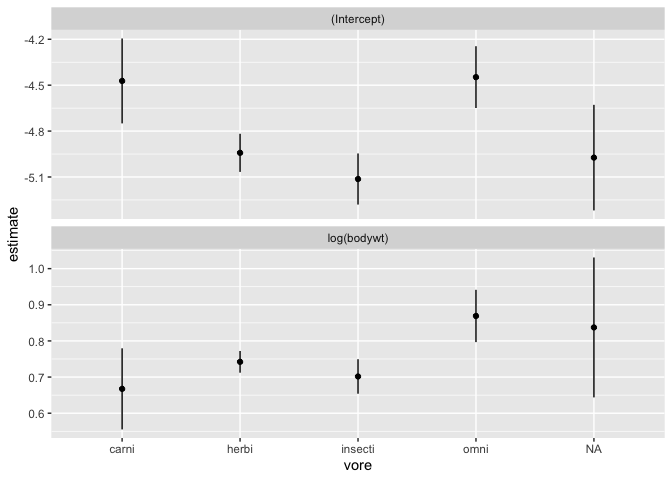 (Intercept)
-4.2
-4.5
-4.8
-5.1
estimate
log(bodywt)
1.0
0.9
0.8
0.7
0.6
carni herbi insecti omni NA
vore